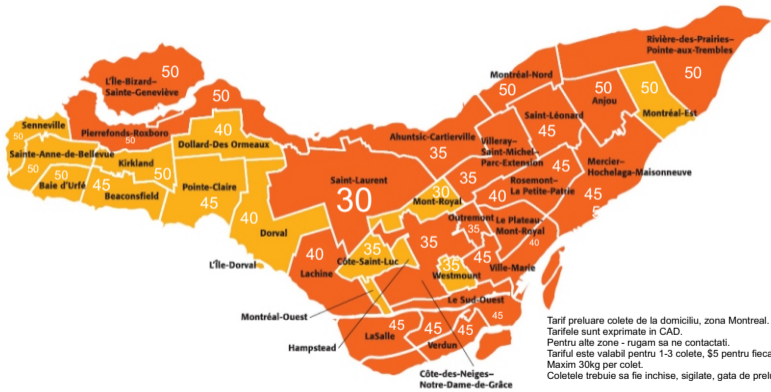 Rivière-des-Prairies–
Pointe-aux-Trembles
50
L'Île-Bizard–
Sainte-Geneviève
50
Montréal-Nord
50
50
Anjou
50
Montréal-Est
50
Saint-Léonard
45
Senneville
50
Pierrefonds-Roxboro
50
40
Dollard-Des Ormeaux
Ahuntsic-Cartierville
35
Villeray–
Saint-Michel–
Parc-Extension
35
45
Mercier–
Hochelaga-Maisonneuve
45
Sainte-Anne-de-Bellevue
50
Kirkland
50
Baie d'Urfé
50
45
Beaconsfield
Pointe-Claire
45
Saint-Laurent
30
30
Mont-Royal
Rosemont–
La Petite-Patrie
40
Outremont
35
Le Plateau–
Mont-Royal
40
40
Dorval
L'Île-Dorval
40
Lachine
35
Côte-Saint-Luc
35
35
Westmount
45
Ville-Marie
Le Sud-Ouest
45
Montréal-Ouest
Hampstead
LaSalle
45
45
Verdun
45
Côte-des-Neiges–
Notre-Dame-de-Grâce
Tarif preluare colete de la domiciliu, zona Montreal.
Tarifele sunt exprimate in CAD.
Pentru alte zone - rugam sa ne contactati.
Tariful este valabil pentru 1-3 colete, $5 pentru fieca
Maxim 30kg per colet.
Coletele trebuie sa fie inchise, sigilate, gata de prelu